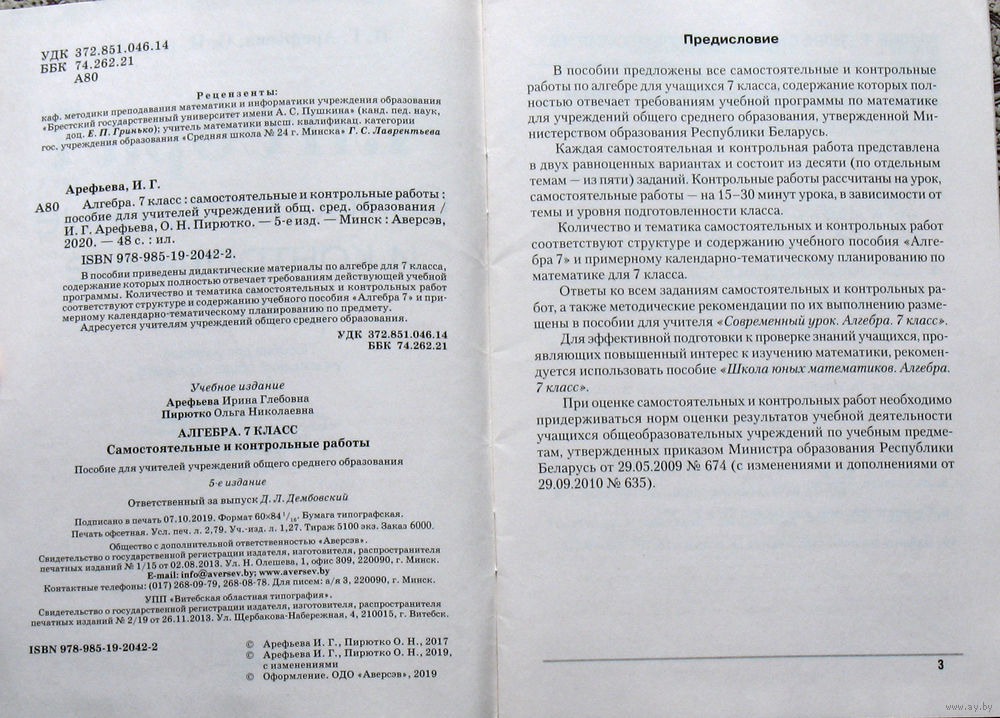 УДК 372.851.046.14
ББК 74.262.21
А80
Рецензенты:
каф. методики преподавания математики и информатики учреждения образования
«Брестский государственный университет имени А. С. Пушкина» (канд. пед. наук,
доц. Е. П. Гринько); учитель математики высш. квалификац. категории
гос. учреждения образования «Средняя школа № 24 г. Минска» Г. С. Лаврентьева
Арефьева, И. Г.
А80 Алгебра. 7 класс : самостоятельные и контрольные работы :
пособие для учителей учреждений общ. сред. образования /
И. Г. Арефьева, О. Н. Пирютко. — 5-е изд. — Минск : Аверсэв,
2020. — 48 с. : ил.
ISBN 978-985-19-2042-2.
В пособии приведены дидактические материалы по алгебре для 7 класса,
содержание которых полностью отвечает требованиям действующей учебной
программы. Количество и тематика самостоятельных и контрольных работ
соответствуют структуре и содержанию учебного пособия «Алгебра 7» и при-
мерному календарно-тематическому планированию по предмету.
Адресуется учителям учреждений общего среднего образования.
УДК 372.851.046.14
ББК 74.262.21
Учебное издание
Арефьева Ирина Глебовна
Пирютко Ольга Николаевна
АЛГЕБРА. 7 КЛАСС
Самостоятельные и контрольные работы
Пособие для учителей учреждений общего среднего образования
5-е издание
Ответственный за выпуск Д. Л. Дембовский
Подписано в печать 07.10.2019. Формат 60×84 1/16. Бумага типографская.
Печать офсетная. Усл. печ. л. 2,79. Уч.-изд. л. 1,27. Тираж 5100 экз. Заказ 6000.
Общество с дополнительной ответственностью «Аверсэв».
Свидетельство о государственной регистрации издателя, изготовителя, распространителя
печатных изданий № 1/15 от 02.08.2013. Ул. Н. Олешева, 1, офис 309, 220090, г. Минск.
E-mail: info@aversev.by; www.aversev.by
Контактные телефоны: (017) 268-09-79, 268-08-78. Для писем: а/я 3, 220090, г. Минск.
УПП «Витебская областная типография».
Свидетельство о государственной регистрации издателя, изготовителя, распространителя
печатных изданий № 2/19 от 26.11.2013. Ул. Щербакова-Набережная, 4, 210015, г. Витебск.
ISBN 978-985-19-2042-2
© Арефьева И. Г., Пирютко О. Н., 2017
© Арефьева И. Г., Пирютко О. Н., 2019,
с изменениями
© Оформление. ОДО «Аверсэв», 2019
Предисловие
В пособии предложены все самостоятельные и контрольные
работы по алгебре для учащихся 7 класса, содержание которых пол-
ностью отвечает требованиям учебной программы по математике
для учреждений общего среднего образования, утвержденной Ми-
нистерством образования Республики Беларусь.
Каждая самостоятельная и контрольная работа представлена
в двух равноценных вариантах и состоит из десяти (по отдельным
темам — из пяти) заданий. Контрольные работы рассчитаны на урок,
самостоятельные работы — на 15–30 минут урока, в зависимости от
темы и уровня подготовленности класса.
Количество и тематика самостоятельных и контрольных работ
соответствуют структуре и содержанию учебного пособия «Алге-
бра 7» и примерному календарно-тематическому планированию по
математике для 7 класса.
Ответы ко всем заданиям самостоятельных и контрольных ра-
бот, а также методические рекомендации по их выполнению разме-
щены в пособии для учителя «Современный урок. Алгебра. 7 класс».
Для эффективной подготовки к проверке знаний учащихся, про-
являющих повышенный интерес к изучению математики, рекомен-
дуется использовать пособие «Школа юных математиков. Алгебра.
7 класс».
При оценке самостоятельных и контрольных работ необходимо
придерживаться норм оценки результатов учебной деятельности
учащихся общеобразовательных учреждений по учебным предме-
там, утвержденных приказом Министра образования Республики
Беларусь от 29.05.2009 № 674 (с изменениями и дополнениями от
29.09.2010 № 635).
3
www.ay.by